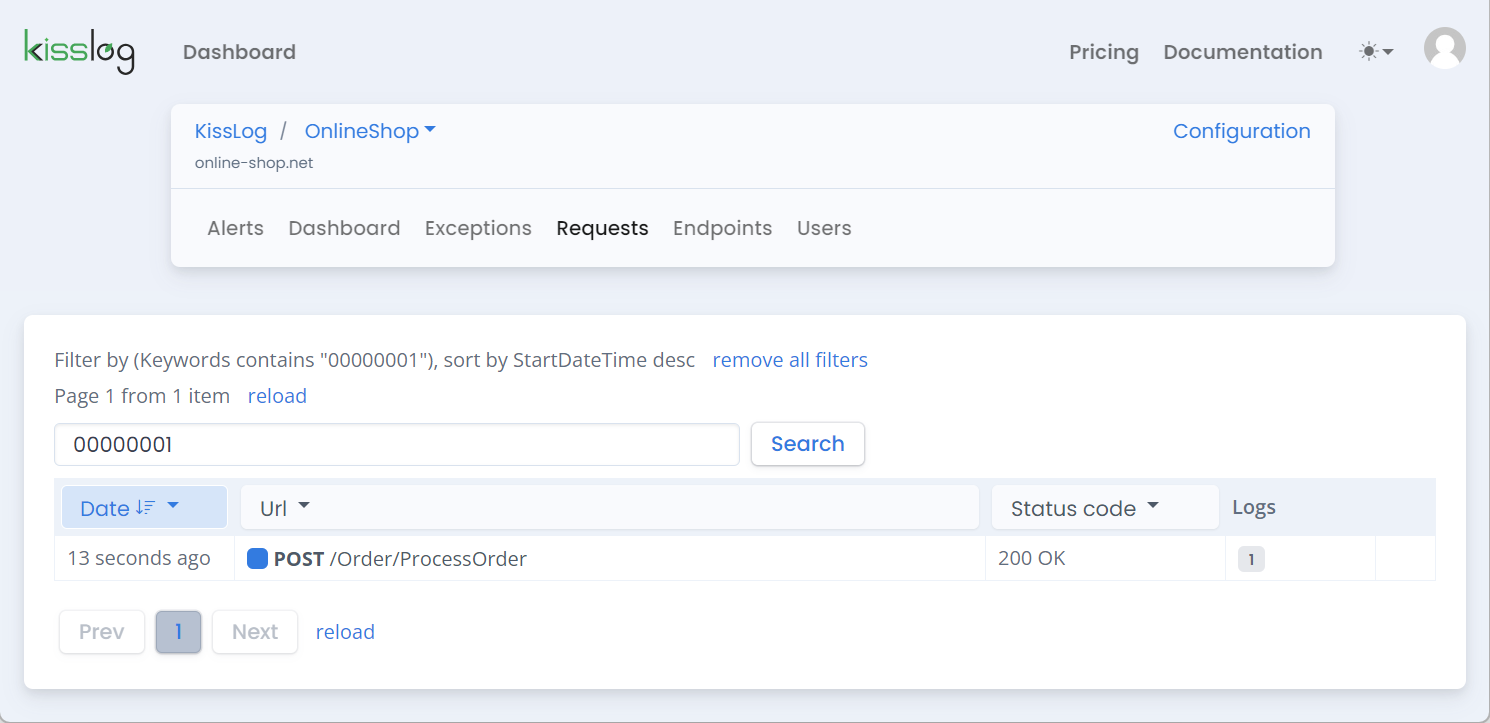 kisslog Dashboard Pricing Documentation
KissLog / OnlineShop Configuration
online-shop.net
Alerts Dashboard Exceptions Requests Endpoints Users
Filter by (Keywords contains "00000001"), sort by StartDateTime desc remove all filters
Page 1 from 1 item reload
00000001 Search
Date Url Status code Logs
13 seconds ago POST /Order/ProcessOrder 200 OK 1
Prev 1 Next reload